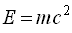 E = mc²